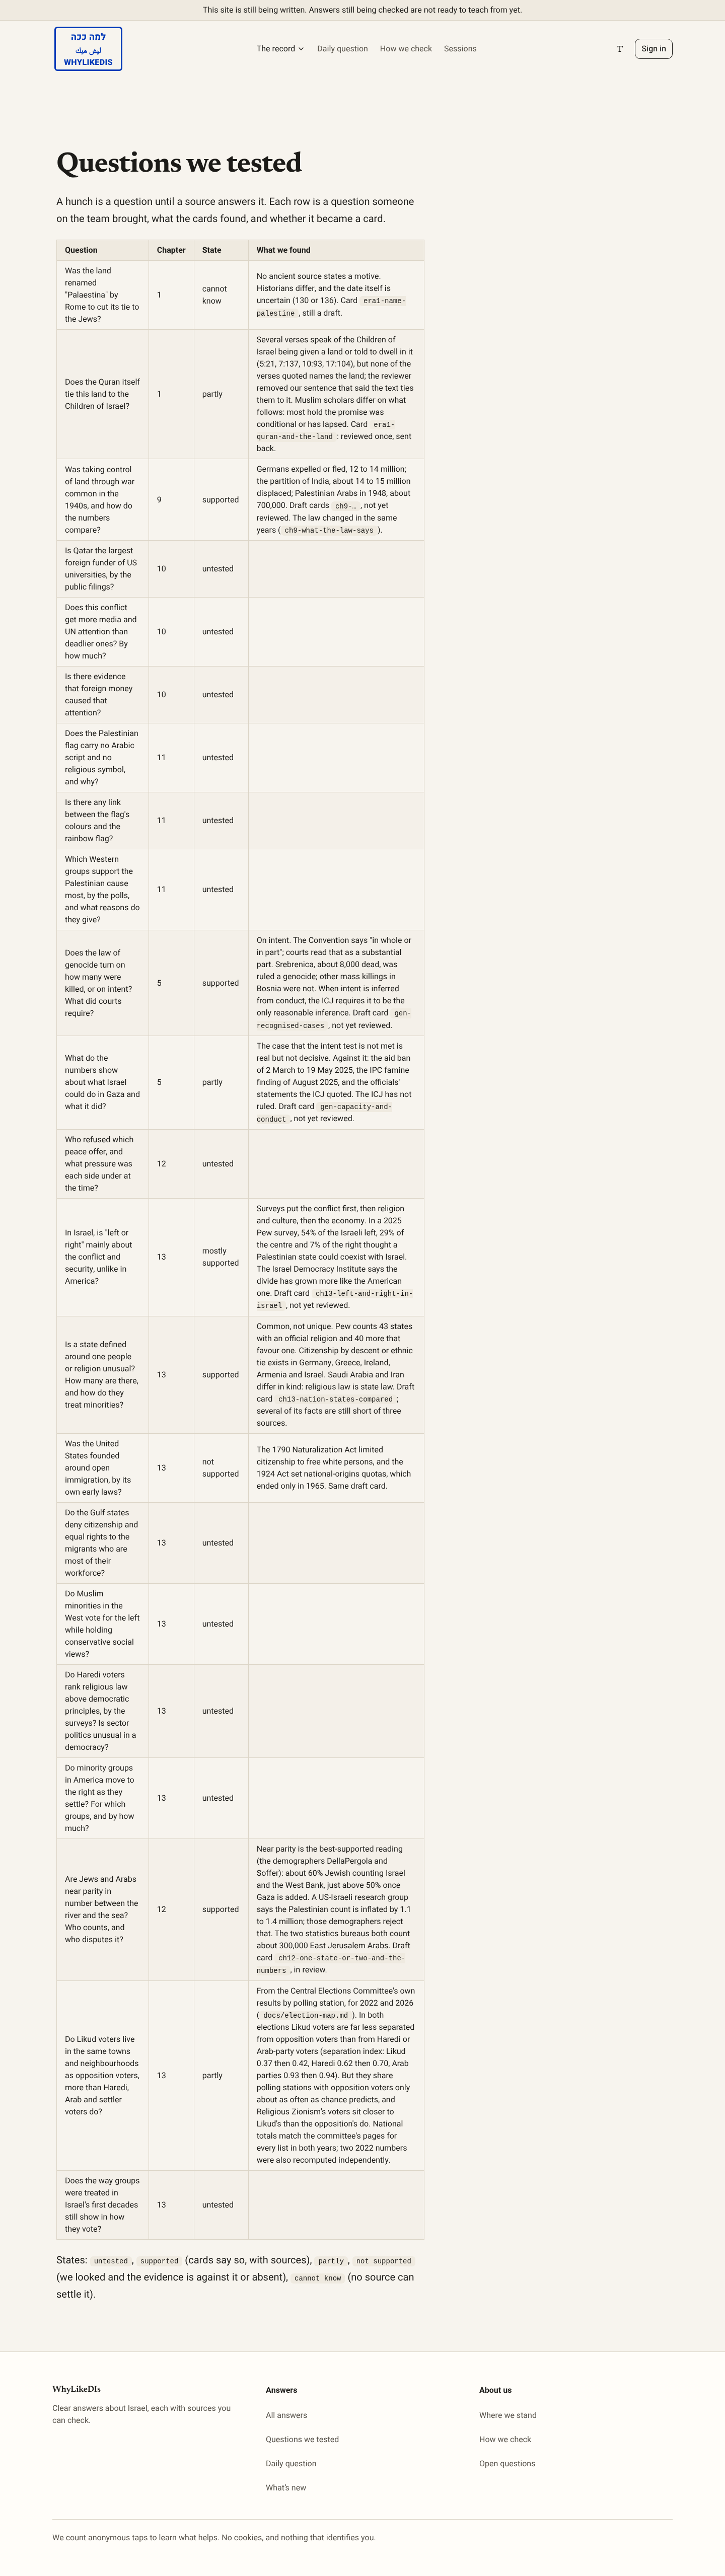 This site is still being written. Answers still being checked are not ready to teach from yet.
למה ככה
ليش هيك
WHYLIKEDIS
The record
Daily question
How we check
Sessions
Sign in
Questions we tested
A hunch is a question until a source answers it. Each row is a question someone
on the team brought, what the cards found, and whether it became a card.
Question
Chapter
State
What we found
Was the land
renamed
"Palaestina" by
Rome to cut its tie to
the Jews?
1
cannot
know
No ancient source states a motive.
Historians differ, and the date itself is
uncertain (130 or 136). Card era1-name-
palestine , still a draft.
Does the Quran itself
tie this land to the
Children of Israel?
1
partly
Several verses speak of the Children of
Israel being given a land or told to dwell in it
(5:21, 7:137, 10:93, 17:104), but none of the
verses quoted names the land; the reviewer
removed our sentence that said the text ties
them to it. Muslim scholars differ on what
follows: most hold the promise was
conditional or has lapsed. Card era1-
quran-and-the-land : reviewed once, sent
back.
Was taking control
of land through war
common in the
1940s, and how do
the numbers
compare?
9
supported
Germans expelled or fled, 12 to 14 million;
the partition of India, about 14 to 15 million
displaced; Palestinian Arabs in 1948, about
700,000. Draft cards ch9-… , not yet
reviewed. The law changed in the same
years ( ch9-what-the-law-says ).
Is Qatar the largest
foreign funder of US
universities, by the
public filings?
10
untested
Does this conflict
get more media and
UN attention than
deadlier ones? By
how much?
10
untested
Is there evidence
that foreign money
caused that
attention?
10
untested
Does the Palestinian
flag carry no Arabic
script and no
religious symbol,
and why?
11
untested
Is there any link
between the flag's
colours and the
rainbow flag?
11
untested
Which Western
groups support the
Palestinian cause
most, by the polls,
and what reasons do
they give?
11
untested
Does the law of
genocide turn on
how many were
killed, or on intent?
What did courts
require?
5
supported
On intent. The Convention says "in whole or
in part"; courts read that as a substantial
part. Srebrenica, about 8,000 dead, was
ruled a genocide; other mass killings in
Bosnia were not. When intent is inferred
from conduct, the ICJ requires it to be the
only reasonable inference. Draft card gen-
recognised-cases , not yet reviewed.
What do the
numbers show
about what Israel
could do in Gaza and
what it did?
5
partly
The case that the intent test is not met is
real but not decisive. Against it: the aid ban
of 2 March to 19 May 2025, the IPC famine
finding of August 2025, and the officials'
statements the ICJ quoted. The ICJ has not
ruled. Draft card gen-capacity-and-
conduct , not yet reviewed.
Who refused which
peace offer, and
what pressure was
each side under at
the time?
12
untested
In Israel, is "left or
right" mainly about
the conflict and
security, unlike in
America?
13
mostly
supported
Surveys put the conflict first, then religion
and culture, then the economy. In a 2025
Pew survey, 54% of the Israeli left, 29% of
the centre and 7% of the right thought a
Palestinian state could coexist with Israel.
The Israel Democracy Institute says the
divide has grown more like the American
one. Draft card ch13-left-and-right-in-
israel , not yet reviewed.
Is a state defined
around one people
or religion unusual?
How many are there,
and how do they
treat minorities?
13
supported
Common, not unique. Pew counts 43 states
with an official religion and 40 more that
favour one. Citizenship by descent or ethnic
tie exists in Germany, Greece, Ireland,
Armenia and Israel. Saudi Arabia and Iran
differ in kind: religious law is state law. Draft
card ch13-nation-states-compared ;
several of its facts are still short of three
sources.
Was the United
States founded
around open
immigration, by its
own early laws?
13
not
supported
The 1790 Naturalization Act limited
citizenship to free white persons, and the
1924 Act set national-origins quotas, which
ended only in 1965. Same draft card.
Do the Gulf states
deny citizenship and
equal rights to the
migrants who are
most of their
workforce?
13
untested
Do Muslim
minorities in the
West vote for the left
while holding
conservative social
views?
13
untested
Do Haredi voters
rank religious law
above democratic
principles, by the
surveys? Is sector
politics unusual in a
democracy?
13
untested
Do minority groups
in America move to
the right as they
settle? For which
groups, and by how
much?
13
untested
Are Jews and Arabs
near parity in
number between the
river and the sea?
Who counts, and
who disputes it?
12
supported
Near parity is the best-supported reading
(the demographers DellaPergola and
Soffer): about 60% Jewish counting Israel
and the West Bank, just above 50% once
Gaza is added. A US-Israeli research group
says the Palestinian count is inflated by 1.1
to 1.4 million; those demographers reject
that. The two statistics bureaus both count
about 300,000 East Jerusalem Arabs. Draft
card ch12-one-state-or-two-and-the-
numbers , in review.
Do Likud voters live
in the same towns
and neighbourhoods
as opposition voters,
more than Haredi,
Arab and settler
voters do?
13
partly
From the Central Elections Committee's own
results by polling station, for 2022 and 2026
( docs/election-map.md ). In both
elections Likud voters are far less separated
from opposition voters than from Haredi or
Arab-party voters (separation index: Likud
0.37 then 0.42, Haredi 0.62 then 0.70, Arab
parties 0.93 then 0.94). But they share
polling stations with opposition voters only
about as often as chance predicts, and
Religious Zionism's voters sit closer to
Likud's than the opposition's do. National
totals match the committee's pages for
every list in both years; two 2022 numbers
were also recomputed independently.
Does the way groups
were treated in
Israel's first decades
still show in how
they vote?
13
untested
States: untested , supported (cards say so, with sources), partly , not supported
(we looked and the evidence is against it or absent), cannot know (no source can
settle it).
WhyLikeDIs
Clear answers about Israel, each with sources you
can check.
Answers
All answers
Questions we tested
Daily question
What's new
About us
Where we stand
How we check
Open questions
We count anonymous taps to learn what helps. No cookies, and nothing that identifies you.